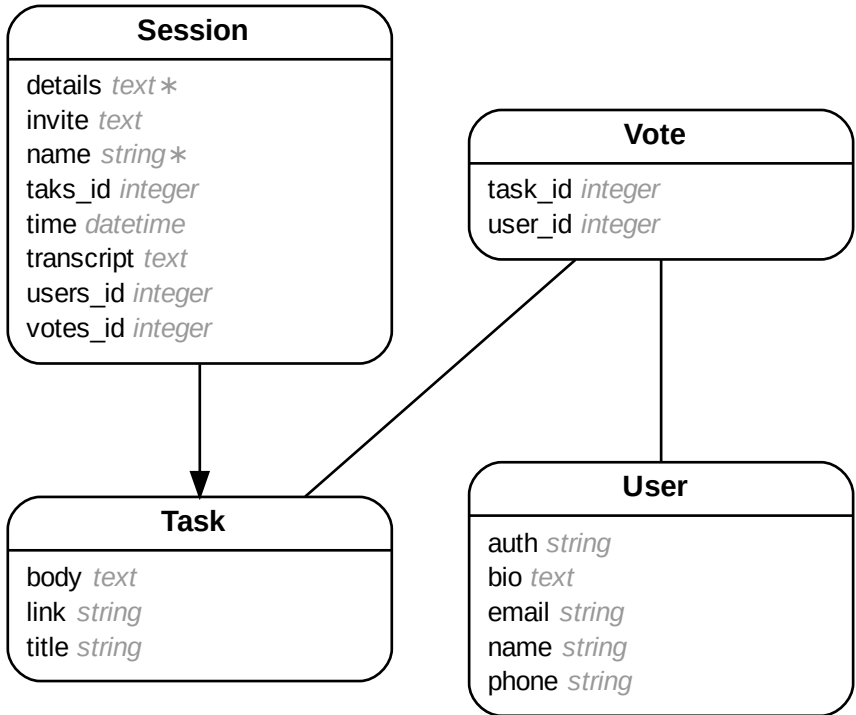 Session
details text∗
invite text
name string∗
taks_id integer
time datetime
transcript text
users_id integer
votes_id integer
Vote
task_id integer
user_id integer
Task
body text
link string
title string
User
auth string
bio text
email string
name string
phone string